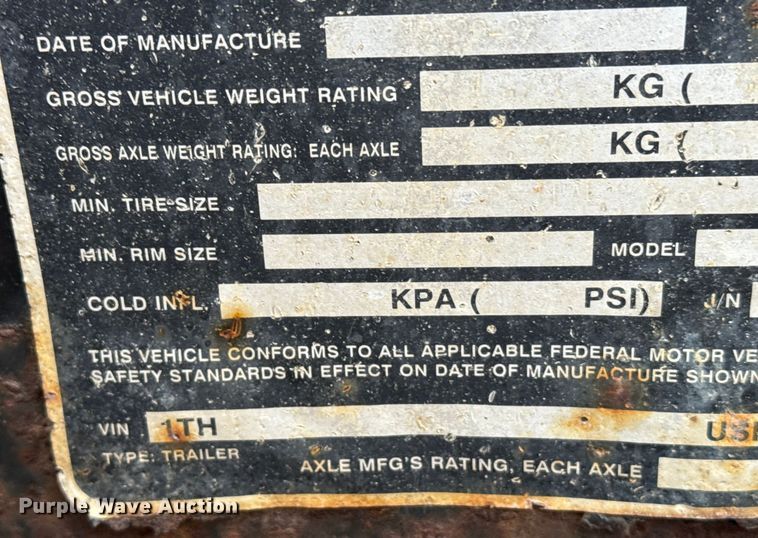 DATE OF MANUFACTURE
GROSS VEHICLE WEIGHT RATING KG (
GROSS AXLE WEIGHT RATING: EACH AXLE KG (
MIN. TIRE SIZE
MIN. RIM SIZE MODEL
COLD INFL. KPA ( PSI) J/N
THIS VEHICLE CONFORMS TO ALL APPLICABLE FEDERAL MOTOR VE
SAFETY STANDARDS IN EFFECT ON DATE OF MANUFACTURE SHOWN
VIN 1TH
TYPE: TRAILER
AXLE MFG'S RATING, EACH AXLE
Purple Wave Auction